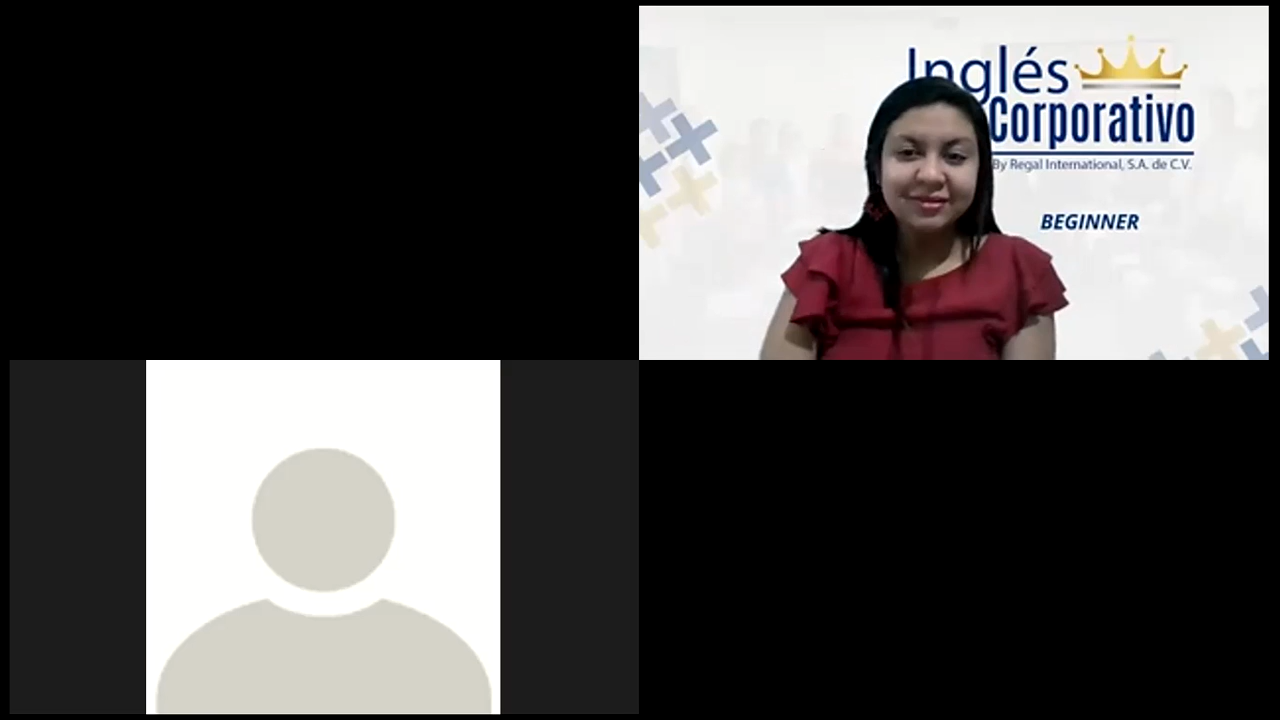 Inglés
Corporativo
By Regal International, S.A. de C.V.
BEGINNER